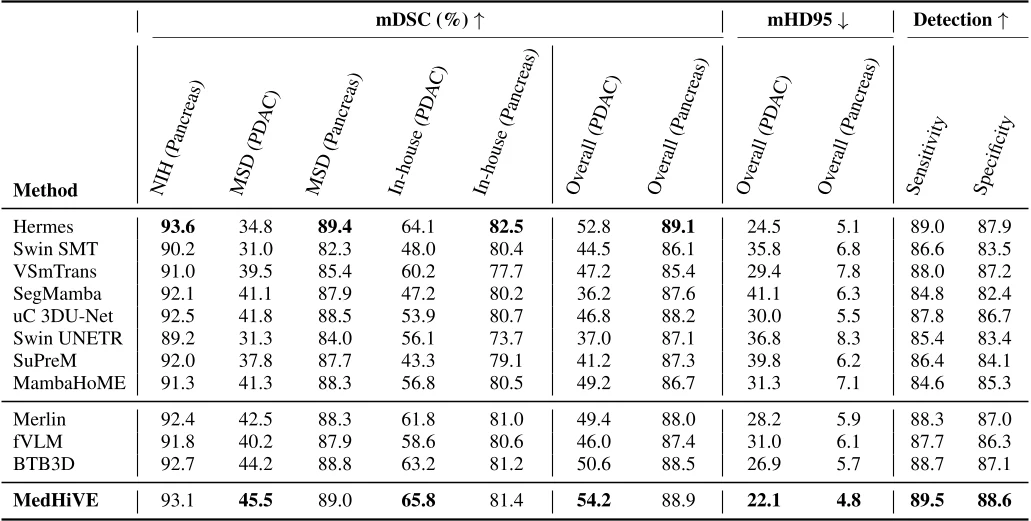 mDSC (%) ↑ mHD95 ↓ Detection ↑
Method NIH (Pancreas) MSD (PDAC) MSD (Pancreas) In-house (PDAC) In-house (Pancreas) Overall (PDAC) Overall (Pancreas) Overall (PDAC) Overall (Pancreas) Sensitivity Specificity
Hermes 93.6 34.8 89.4 64.1 82.5 52.8 89.1 24.5 5.1 89.0 87.9
Swin SMT 90.2 31.0 82.3 48.0 80.4 44.5 86.1 35.8 6.8 86.6 83.5
VSmTrans 91.0 39.5 85.4 60.2 77.7 47.2 85.4 29.4 7.8 88.0 87.2
SegMamba 92.1 41.1 87.9 47.2 80.2 36.2 87.6 41.1 6.3 84.8 82.4
uC 3DU-Net 92.5 41.8 88.5 53.9 80.7 46.8 88.2 30.0 5.5 87.8 86.7
Swin UNETR 89.2 31.3 84.0 56.1 73.7 37.0 87.1 36.8 8.3 85.4 83.4
SuPreM 92.0 37.8 87.7 43.3 79.1 41.2 87.3 39.8 6.2 86.4 84.1
MambaHoME 91.3 41.3 88.3 56.8 80.5 49.2 86.7 31.3 7.1 84.6 85.3
Merlin 92.4 42.5 88.3 61.8 81.0 49.4 88.0 28.2 5.9 88.3 87.0
fVLM 91.8 40.2 87.9 58.6 80.6 46.0 87.4 31.0 6.1 87.7 86.3
BTB3D 92.7 44.2 88.8 63.2 81.2 50.6 88.5 26.9 5.7 88.7 87.1
MedHiVE 93.1 45.5 89.0 65.8 81.4 54.2 88.9 22.1 4.8 89.5 88.6